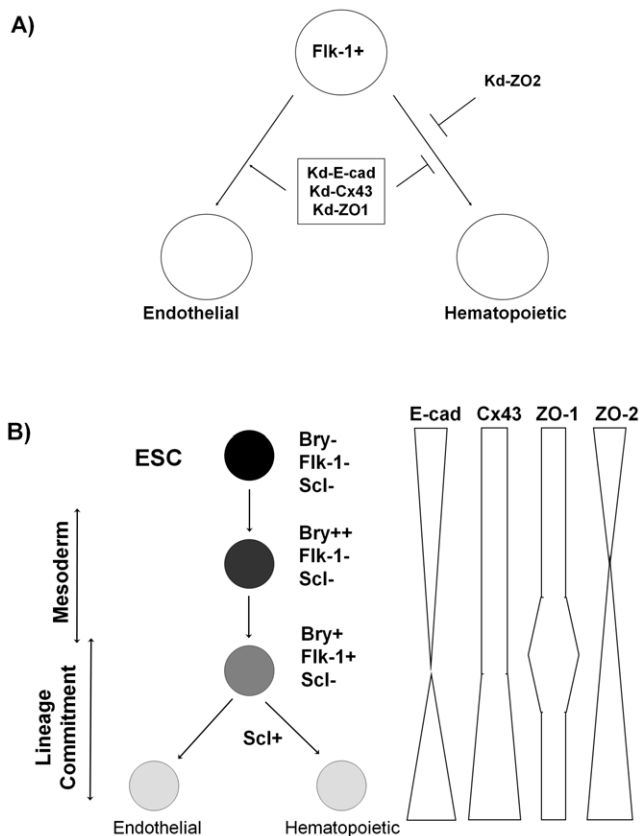 A)
Flk-1+
Kd-ZO2
Kd-E-cad
Kd-Cx43
Kd-ZO1
Endothelial
Hematopoietic
B)
E-cad Cx43 ZO-1 ZO-2
ESC
Bry-
Flk-1-
Scl-
Mesoderm
Bry++
Flk-1-
Scl-
Bry+
Flk-1+
Scl-
Lineage
Commitment
Scl+
Endothelial
Hematopoietic